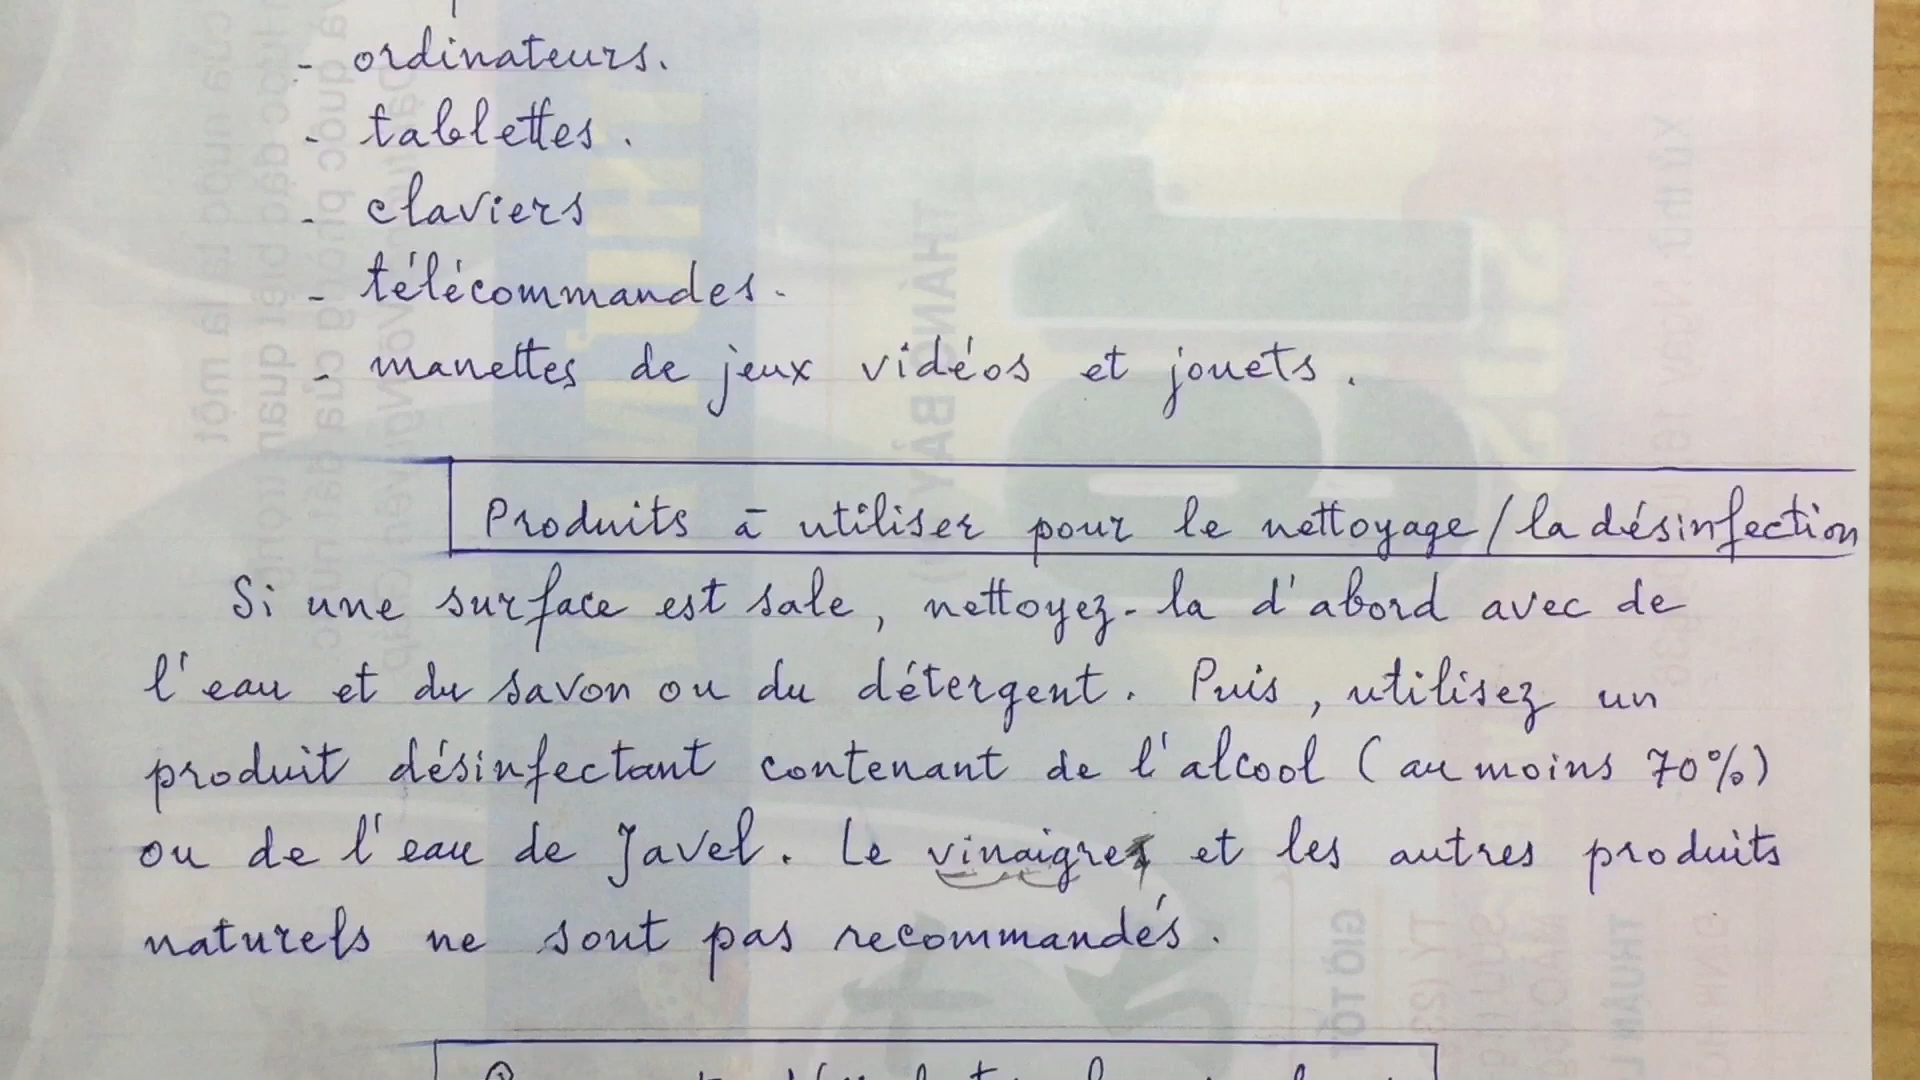 - ordinateurs.
- tablettes.
- claviers
- télécommandes.
- manettes de jeux vidéos et jouets.
Produits à utiliser pour le nettoyage/la désinfection
Si une surface est sale, nettoyez-la d'abord avec de
l'eau et du savon ou du détergent. Puis, utilisez un
produit désinfectant contenant de l'alcool (au moins 70%)
ou de l'eau de Javel. Le vinaigre et les autres produits
naturels ne sont pas recommandés.